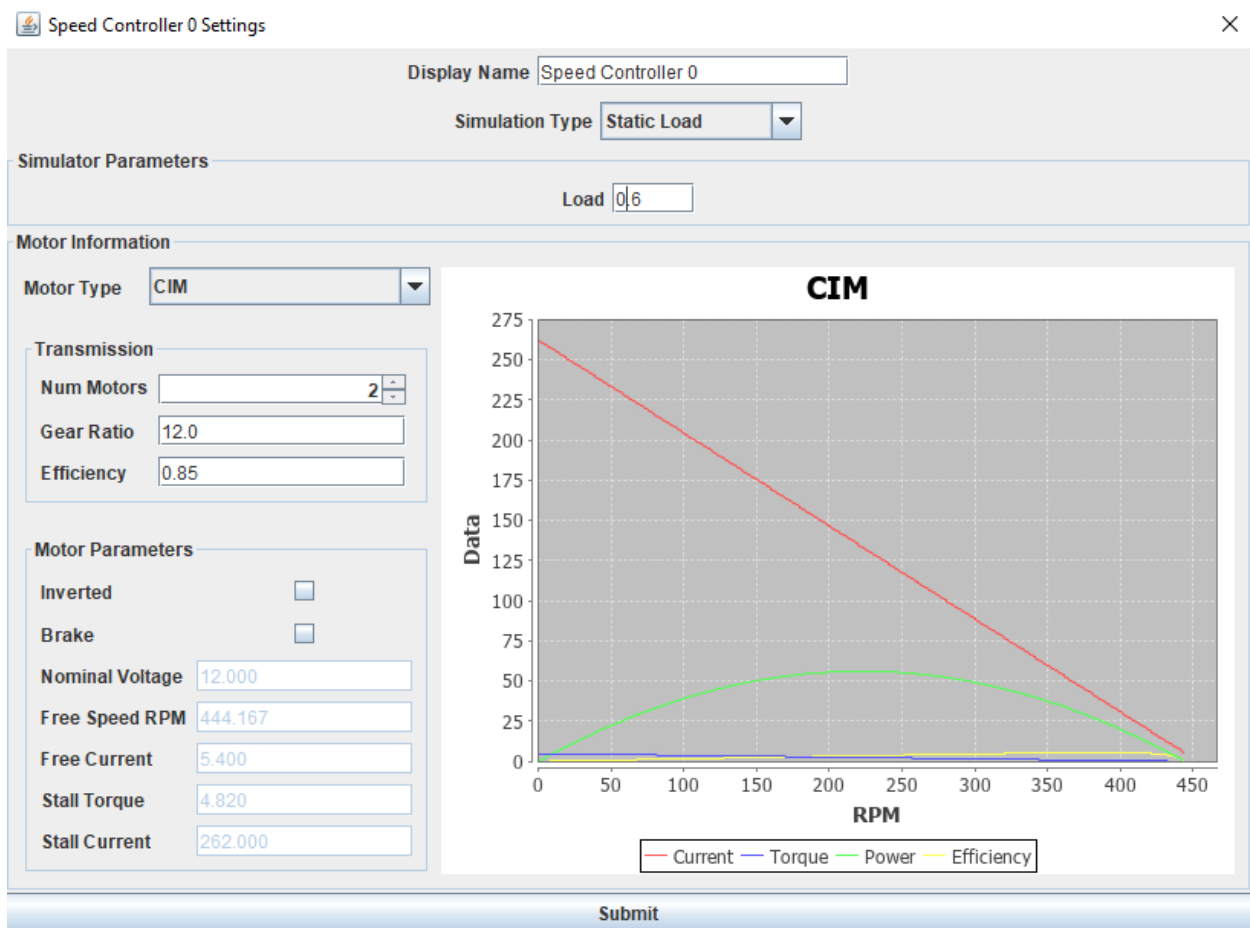 Speed Controller 0 Settings
Display Name Speed Controller 0
Simulation Type Static Load
Simulator Parameters
Load 0.6
Motor Information
Motor Type CIM
Transmission
Num Motors 2
Gear Ratio 12.0
Efficiency 0.85
Motor Parameters
Inverted
Brake
Nominal Voltage 12.000
Free Speed RPM 444.167
Free Current 5.400
Stall Torque 4.820
Stall Current 262.000
CIM
275
250
225
200
175
150
125
100
75
50
25
0
Data
0 50 100 150 200 250 300 350 400 450
RPM
Current Torque Power Efficiency
Submit